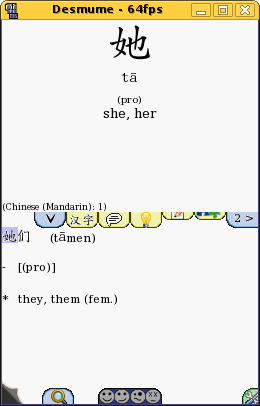 Desmume - 64fps
她
tā
(pro)
she, her
(Chinese (Mandarin): 1)
汉字
2 >
她们 (tāmen)
- [(pro)]
* they, them (fem.)